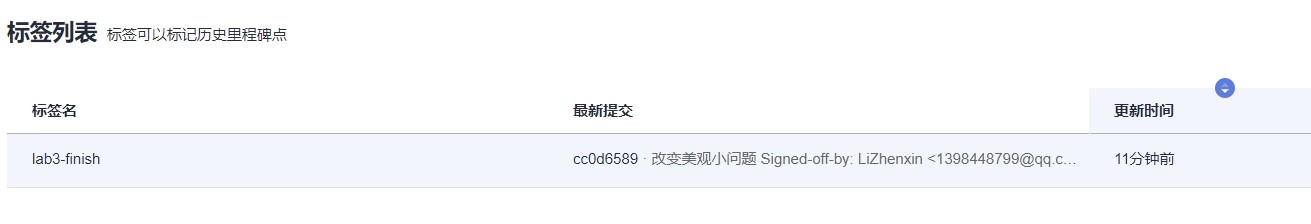 标签列表 标签可以标记历史里程碑点
标签名 最新提交 更新时间
lab3-finish cc0d6589 · 改变美观小问题 Signed-off-by: LiZhenxin <1398448799@qq.c... 11分钟前